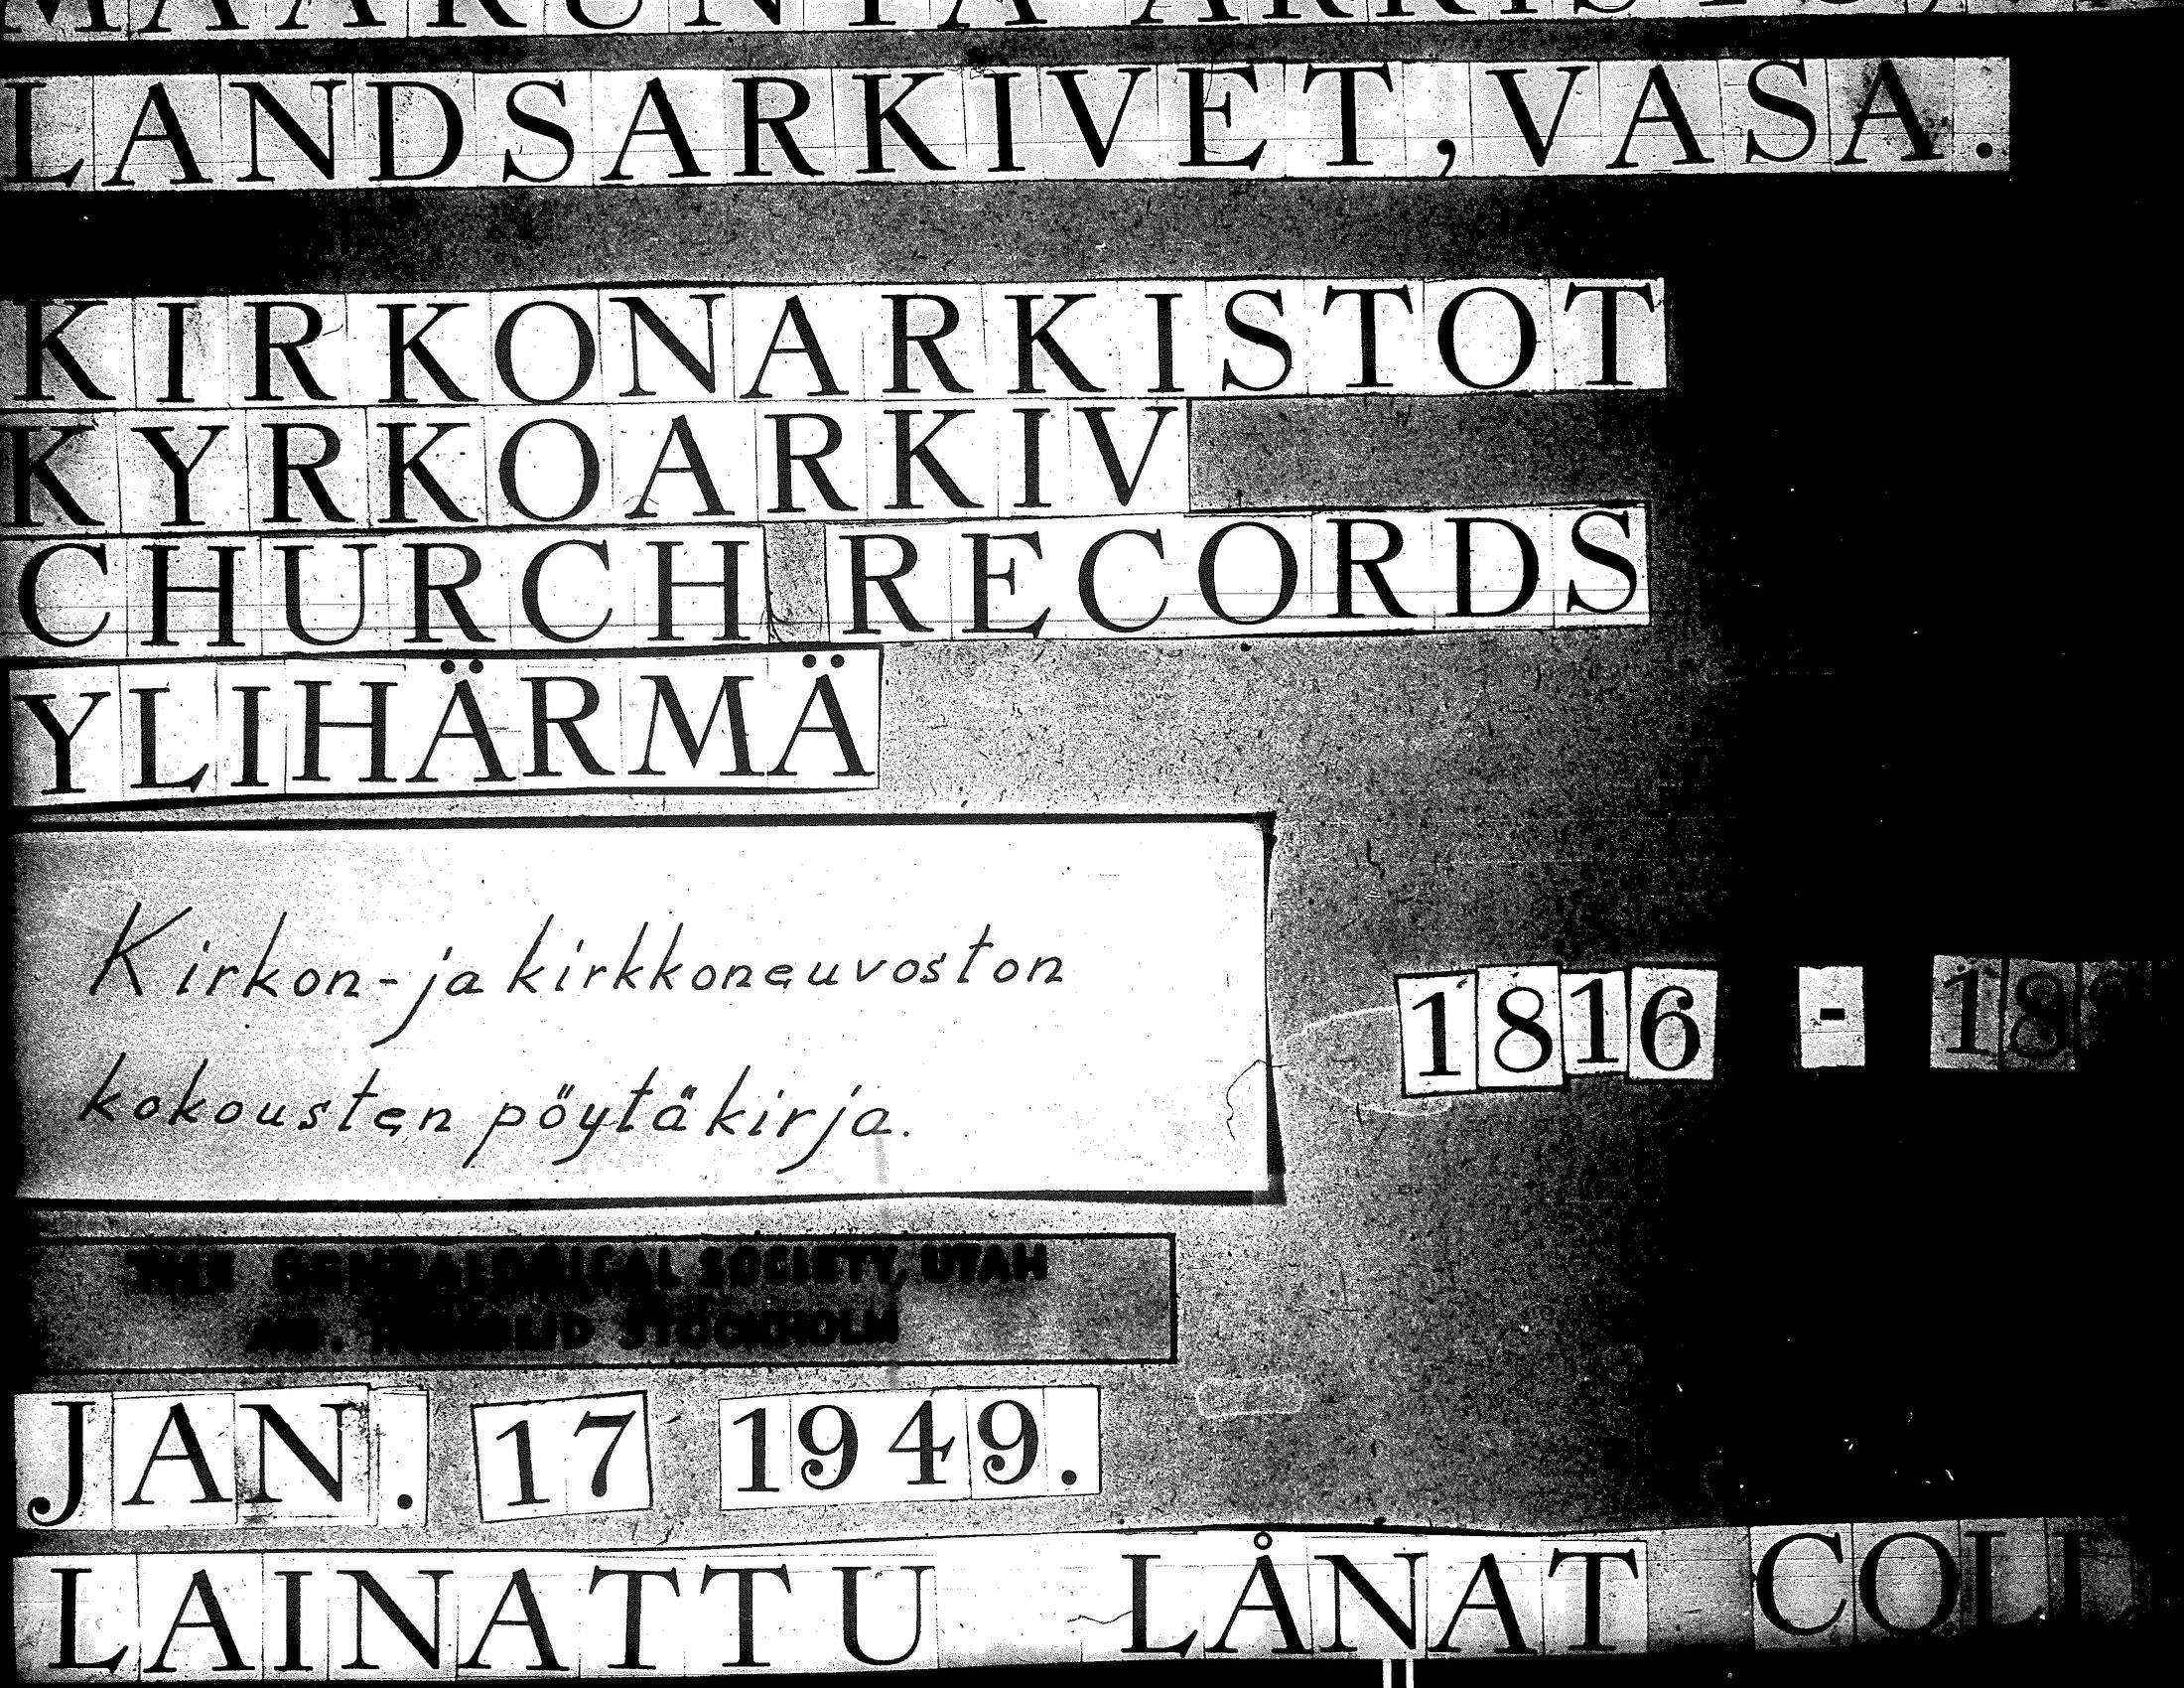 LANDSARKIVET, VASA.
KIRKONARKISTOT
KYRKOARKIV
CHURCH RECORDS
YLIHÄRMÄ
Kirkon- ja kirkkoneuvoston
kokousten pöytäkirja.
1816 - 18
THE GENEALOGICAL SOCIETY, UTAH
STOCKHOLM
JAN. 17 1949.
LAINATTU LÅNAT